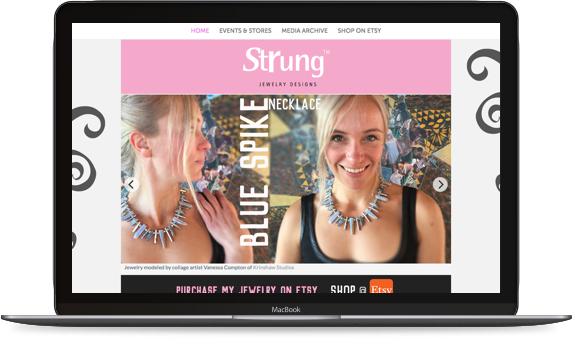 HOME EVENTS & STORES MEDIA ARCHIVE SHOP ON ETSY
Strung™
JEWELRY DESIGNS
BLUE SPIKE
NECKLACE
Jewelry modeled by collage artist Vanessa Compton of Krimshaw Studios
PURCHASE MY JEWELRY ON ETSY SHOP @ Etsy
MacBook